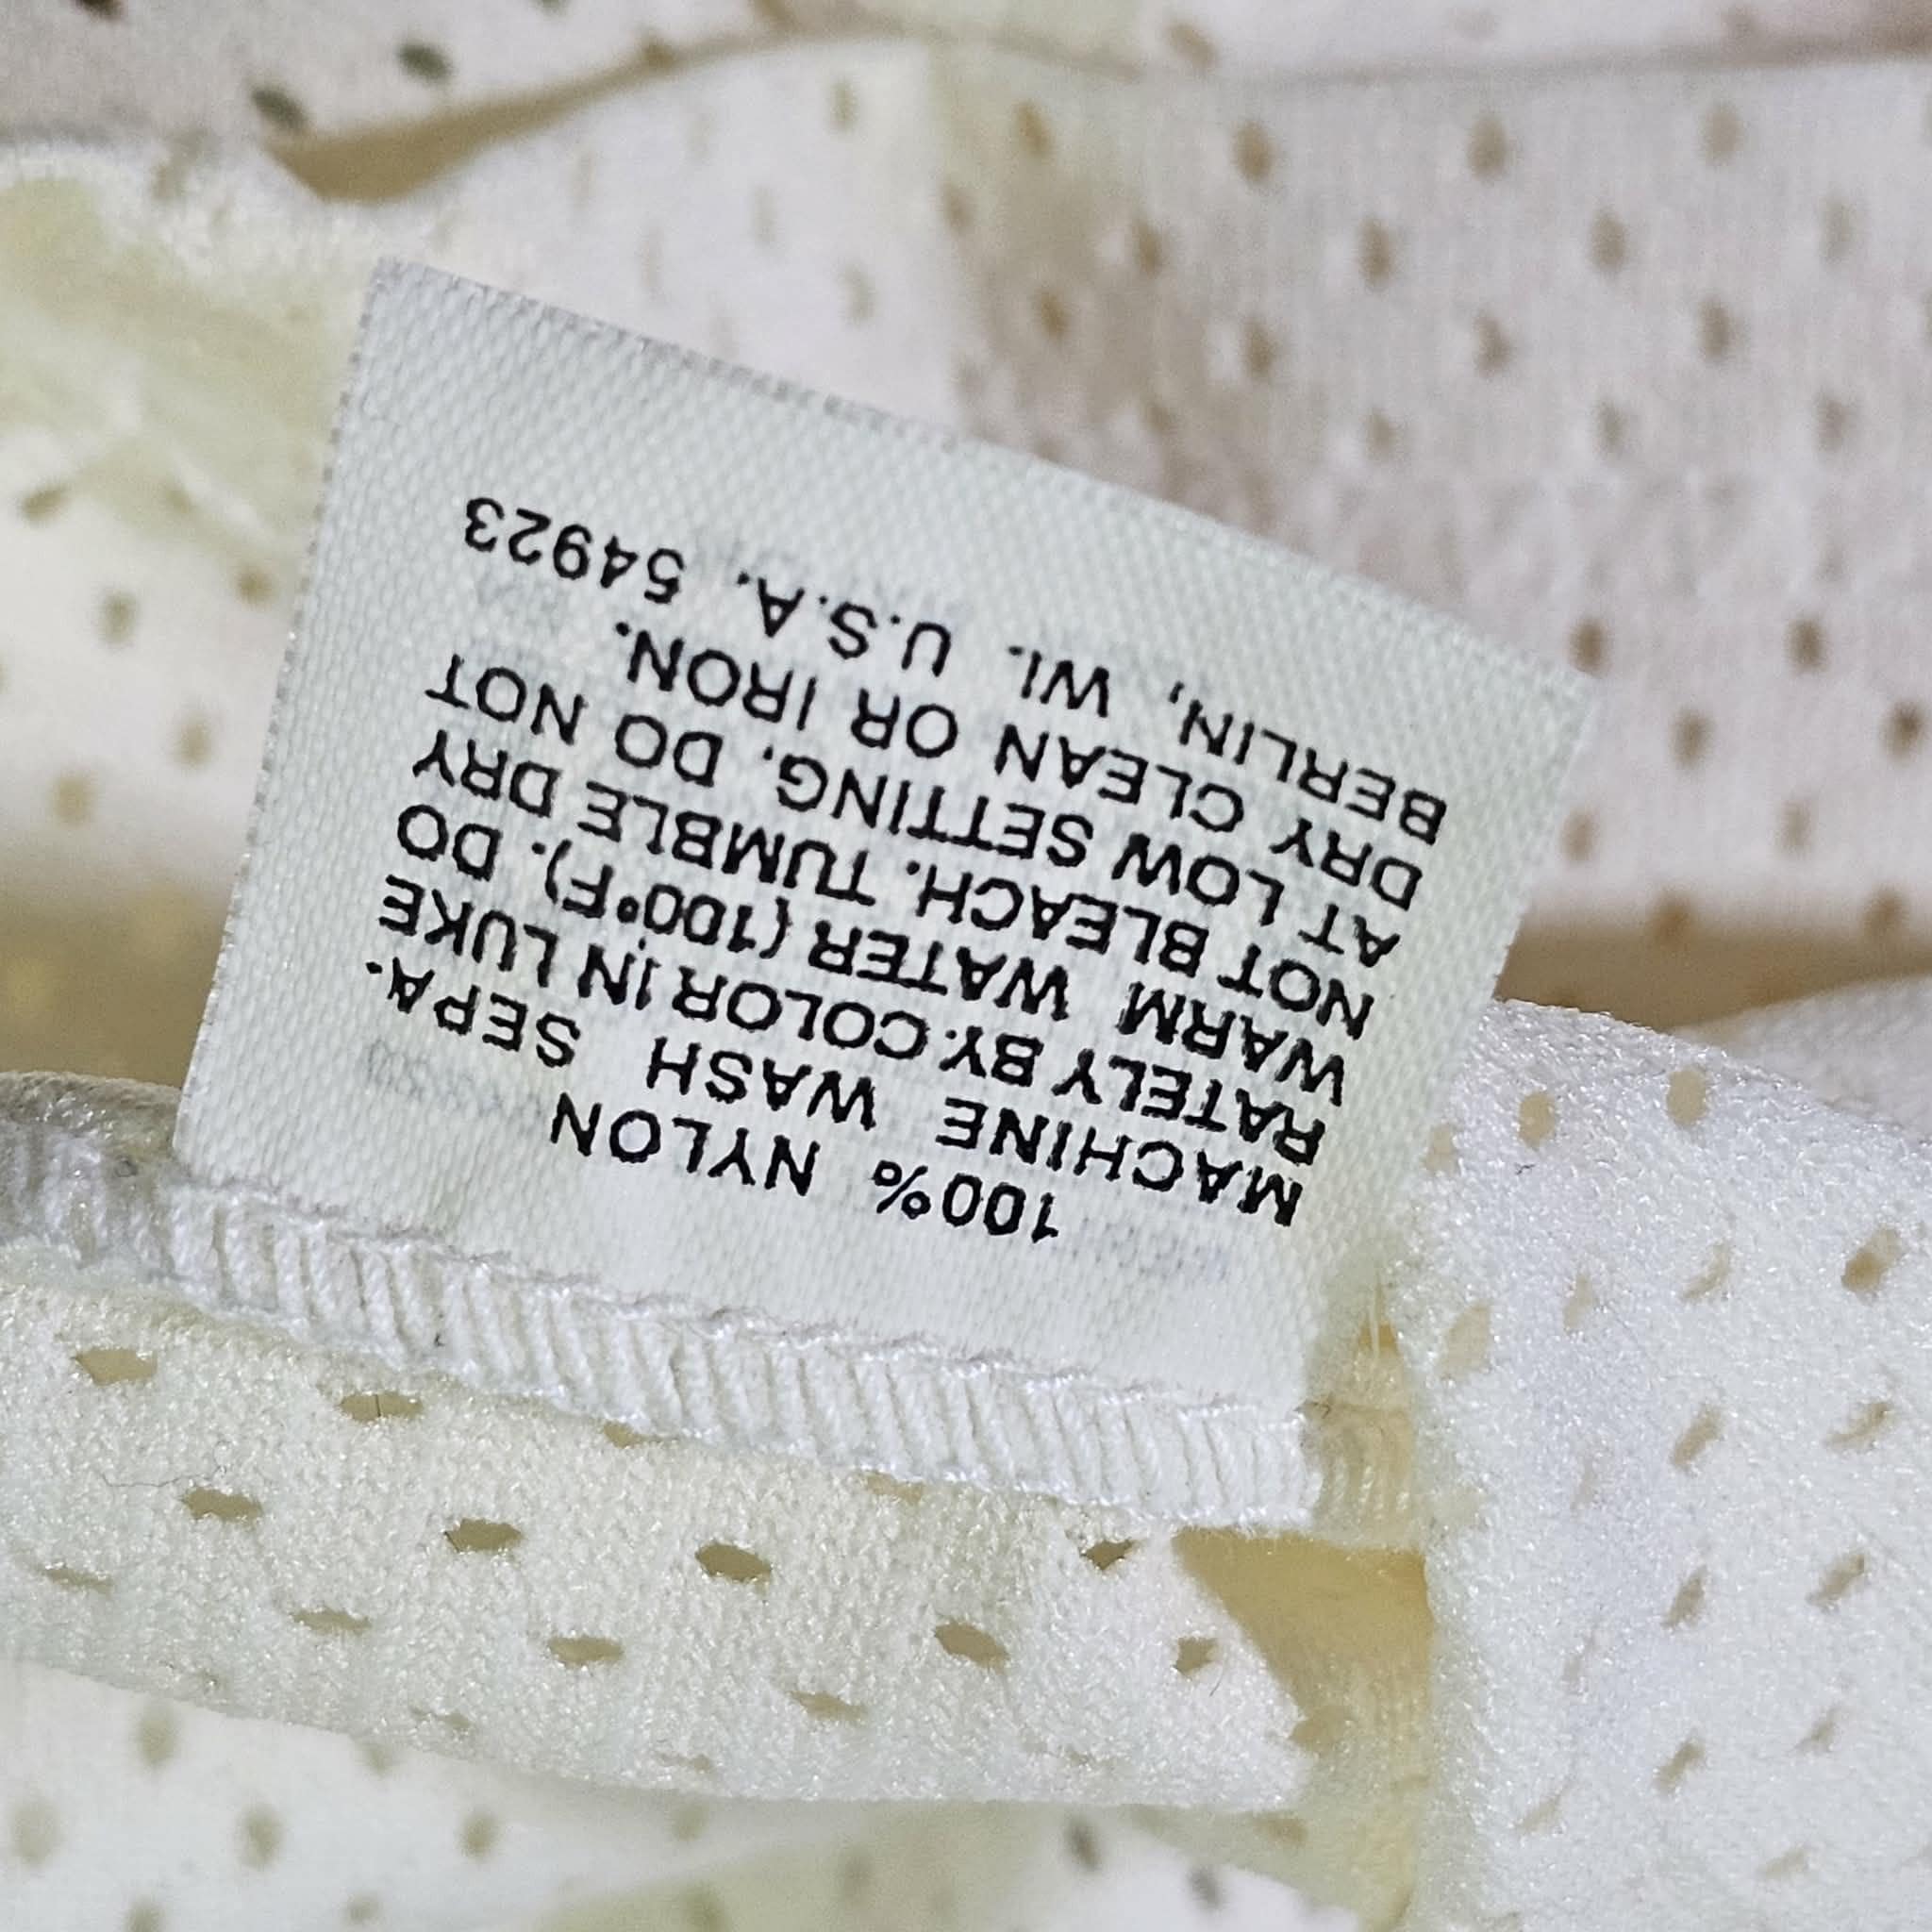 100% NYLON
MACHINE WASH SEPA-
RATELY BY COLOR IN LUKE
WARM WATER (100°F). DO
NOT BLEACH. TUMBLE DRY
AT LOW SETTING. DO NOT
DRY CLEAN OR IRON.
BERLIN, WI. U.S.A. 54923